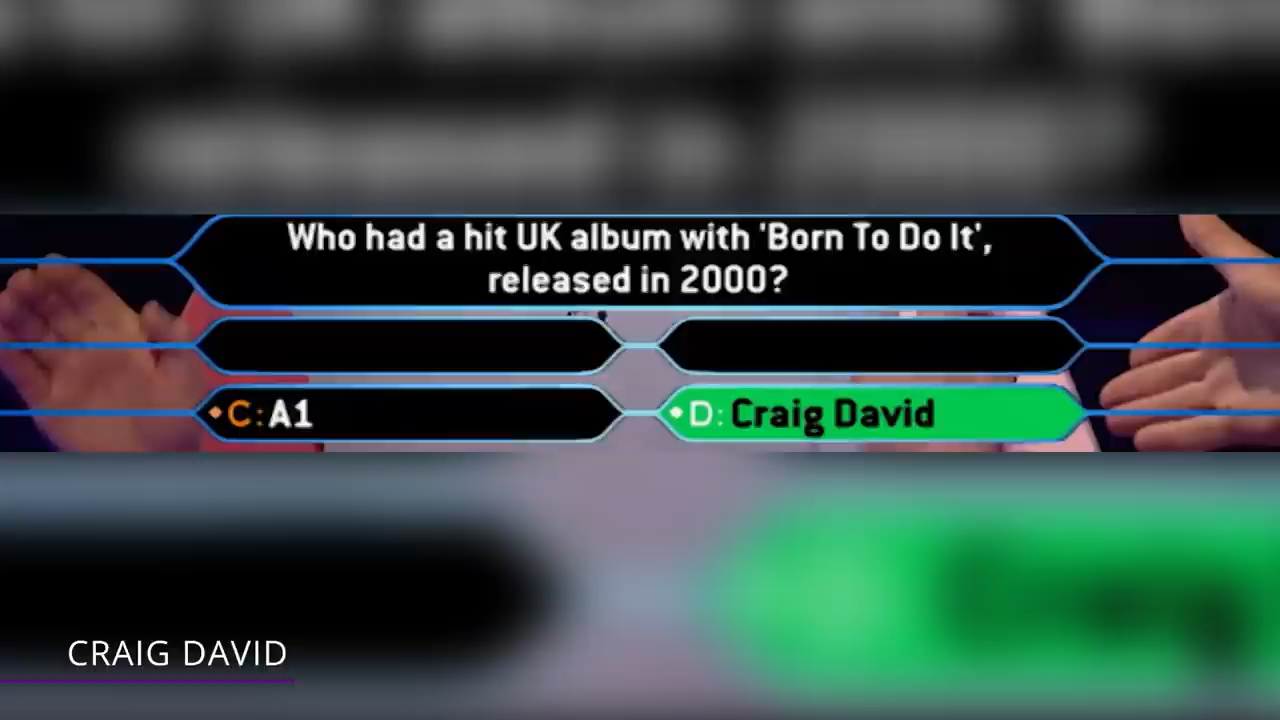 Who had a hit UK album with 'Born To Do It',
released in 2000?
C: A1
D: Craig David
CRAIG DAVID